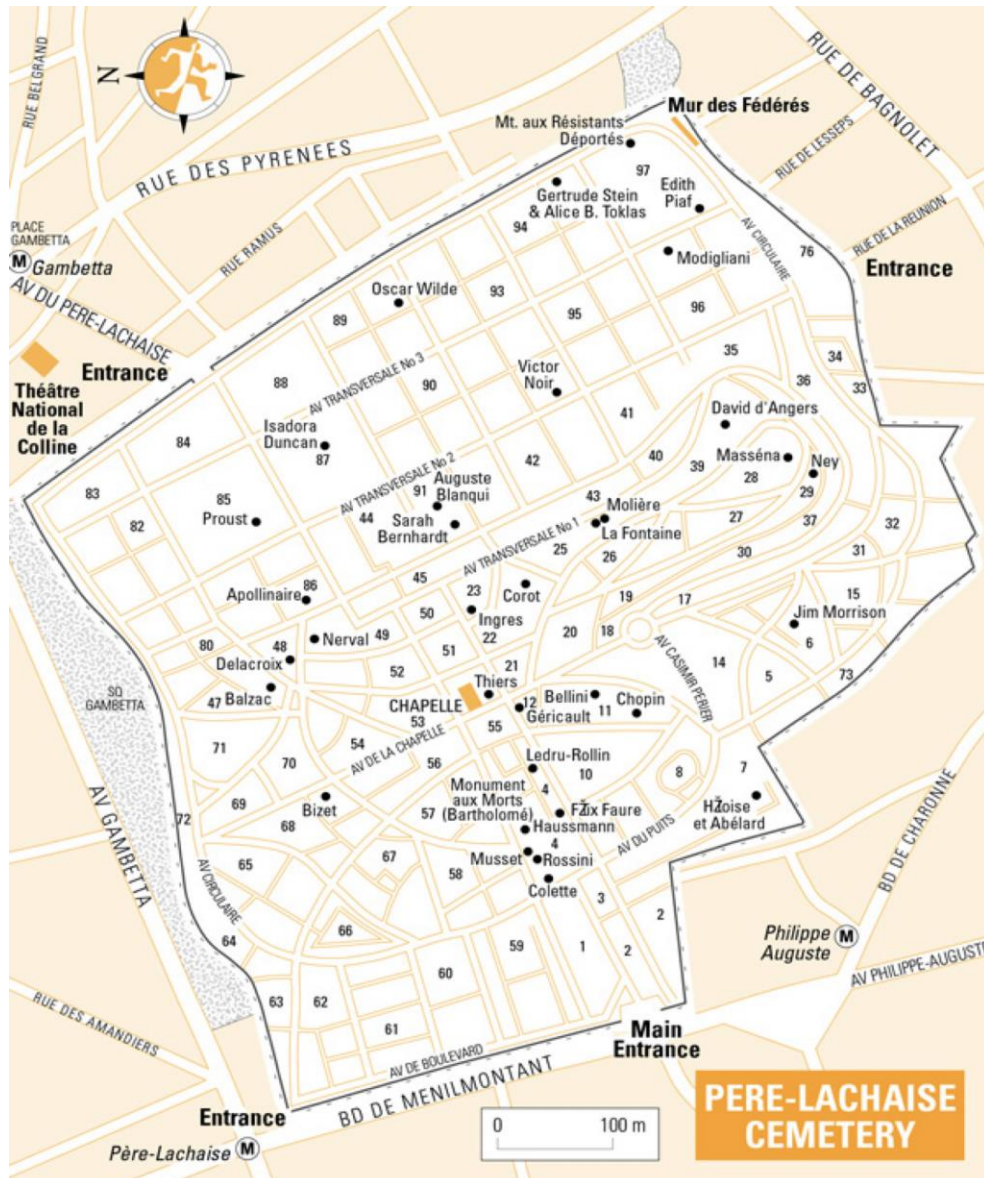 RUE BELGRAND
N
RUE DE BAGNOLET
Mur des Fédérés
Mt. aux Résistants
Déportés
RUE DES PYRENEES
RUE DE LESSEPS
97
Edith
Piaf
Gertrude Stein
& Alice B. Toklas
94
RUE DE LA REUNION
PLACE
GAMBETTA
M Gambetta
RUE RAMUS
AV CIRCULAIRE
76
Modigliani
Entrance
AV DU PERE-LACHAISE
Oscar Wilde
93
89
95
96
Entrance
Théâtre
National
de la
Colline
88
AV TRANSVERSALE No 3
90
Victor
Noir
35
34
36
33
41
David d'Angers
84
Isadora
Duncan
87
AV TRANSVERSALE No 2
42
40
39
Masséna
Ney
28
29
83
85
91
Auguste
Blanqui
43
Molière
82
Proust
44
Sarah
Bernhardt
La Fontaine
27
37
32
AV TRANSVERSALE No 1
25
26
30
31
45
86
Apollinaire
23
Corot
19
17
15
Jim Morrison
50
Ingres
80
48
Nerval
49
22
20
18
6
AV CASIMIR PERIER
Delacroix
52
51
21
14
5
73
SQ
GAMBETTA
47
Balzac
Thiers
CHAPELLE
53
12
Bellini
11
Chopin
Géricault
71
54
AV DE LA CHAPELLE
55
70
56
Ledru-Rollin
10
8
7
69
72
Bizet
Monument
aux Morts
(Bartholomé)
4
HŽloise
et Abélard
68
57
FŽlix Faure
Haussmann
AV DU PUITS
4
AV GAMBETTA
65
67
58
Musset
Rossini
Colette
BD DE CHARONNE
AV CIRCULAIRE
3
2
66
64
59
1
2
Philippe
Auguste M
60
63
62
AV PHILIPPE-AUGUSTE
RUE DES AMANDIERS
61
Main
Entrance
AV DE BOULEVARD
BD DE MENILMONTANT
Entrance
Père-Lachaise M
0 100 m
PERE-LACHAISE
CEMETERY